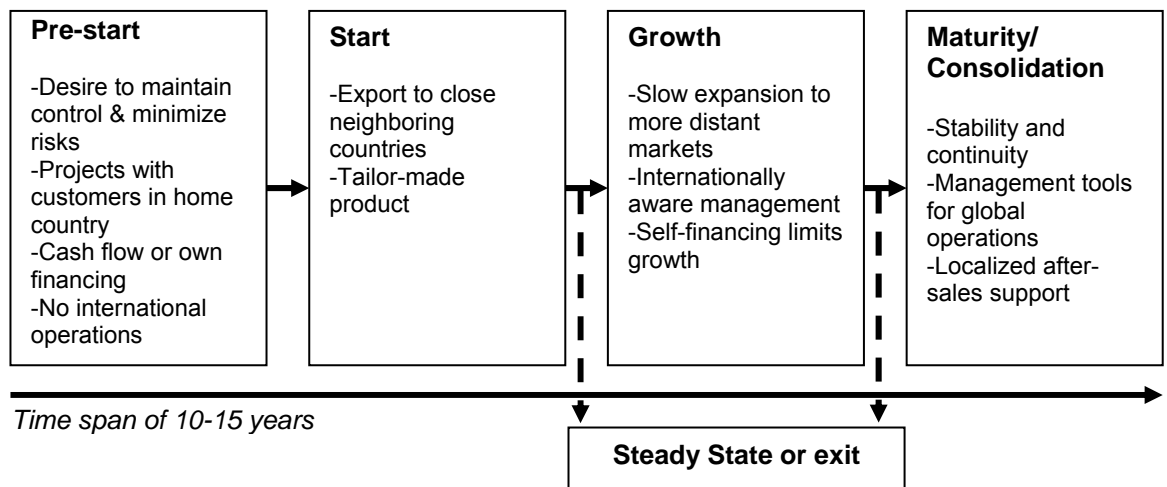 Pre-start
-Desire to maintain
control & minimize
risks
-Projects with
customers in home
country
-Cash flow or own
financing
-No international
operations
Start
-Export to close
neighboring
countries
-Tailor-made
product
Growth
-Slow expansion to
more distant
markets
-Internationally
aware management
-Self-financing limits
growth
Maturity/
Consolidation
-Stability and
continuity
-Management tools
for global
operations
-Localized after-
sales support
Time span of 10-15 years
Steady State or exit